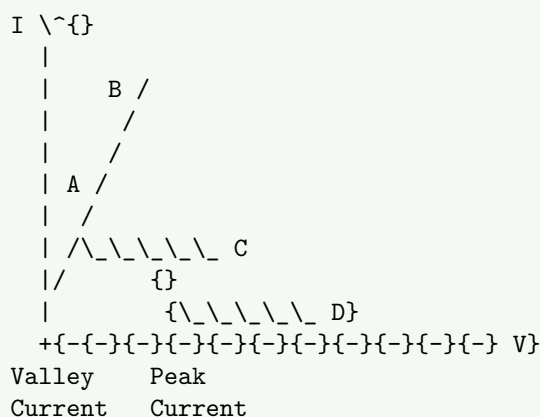 I \^{}
  |
  |    B /
  |     /
  |    /
  | A /
  |  /
  | /\_\_\_\_\_ C
  |/      {}
  |        {\_\_\_\_\_ D}
  +{-{-}{-}{-}{-}{-}{-}{-}{-}{-}{-} V}
Valley    Peak
Current   Current